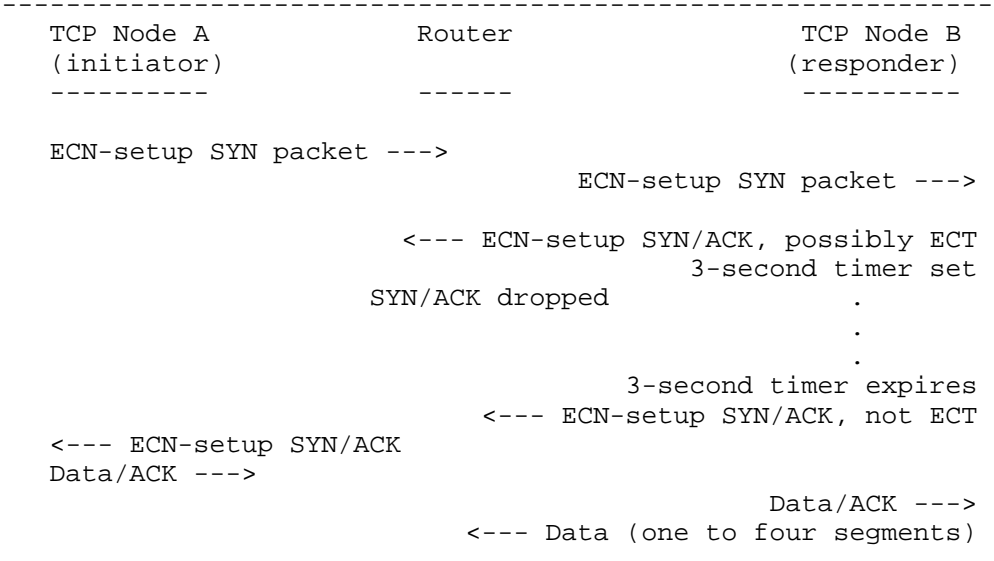 ---------------------------------------------------------------
TCP Node A             Router                  TCP Node B
(initiator)                                   (responder)
----------             ------                  ----------
ECN-setup SYN packet --->
ECN-setup SYN packet --->
<--- ECN-setup SYN/ACK, possibly ECT
3-second timer set
SYN/ACK dropped               .
.
.
3-second timer expires
<--- ECN-setup SYN/ACK, not ECT
<--- ECN-setup SYN/ACK
Data/ACK --->
Data/ACK --->
<--- Data (one to four segments)